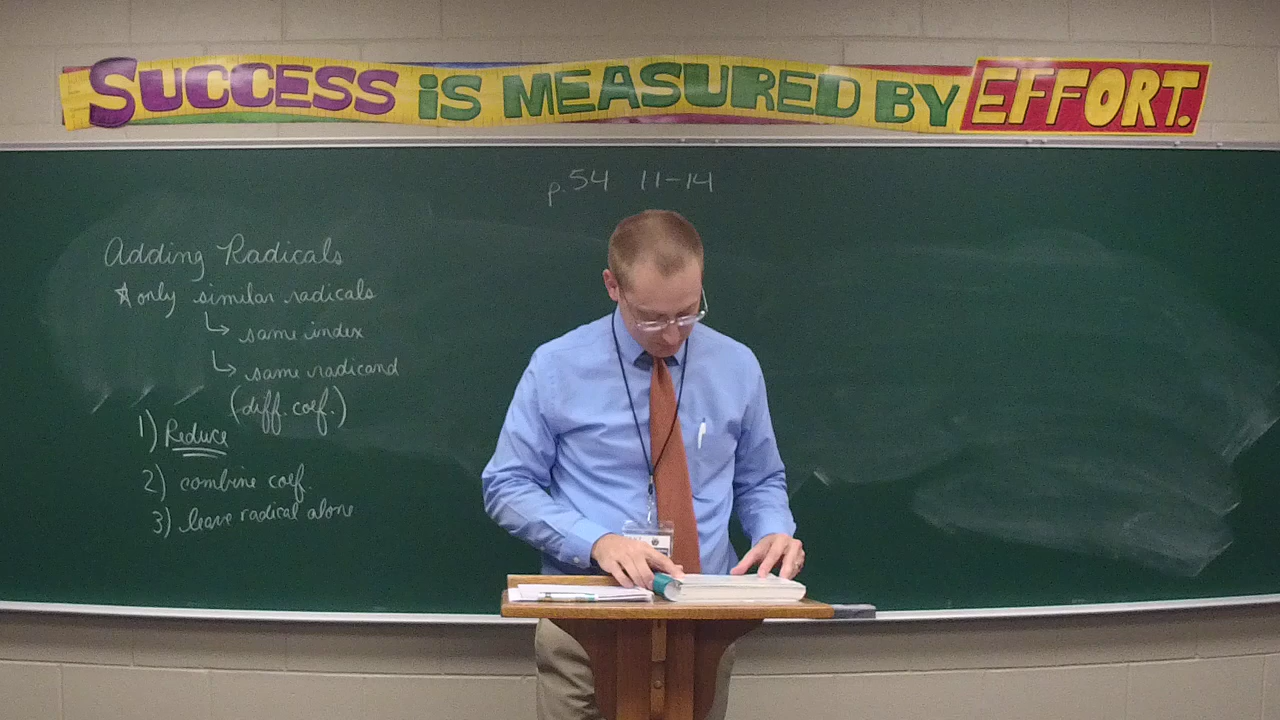 SUCCESS IS MEASURED BY EFFORT.
p. 54 11-14
Adding Radicals
* only similar radicals
↳ same index
↳ same radicand
(diff. coef.)
1) Reduce
2) combine coef.
3) leave radical alone